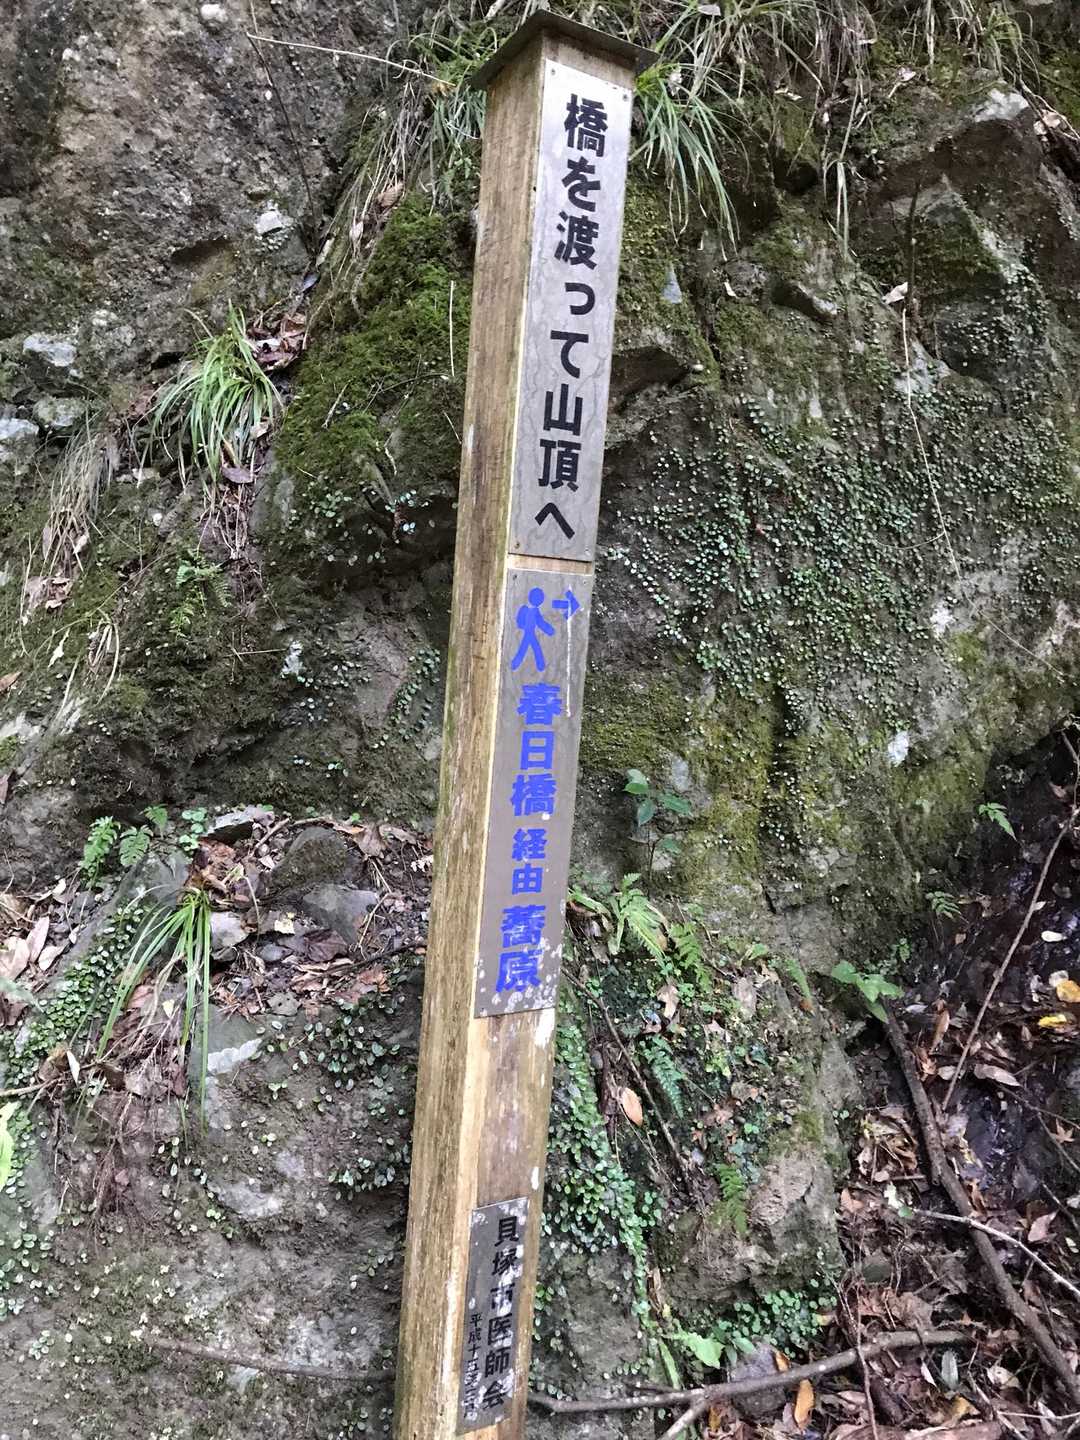 橋を渡って山頂へ
春日橋経由蕎原
貝塚市医師会